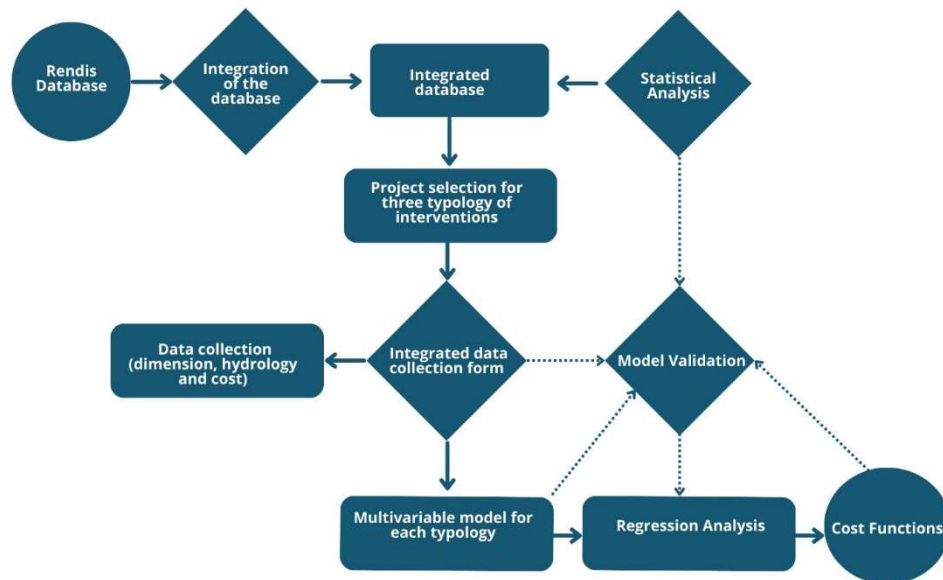 Rendis
Database
Integration
of the
database
Integrated
database
Statistical
Analysis
Project selection for
three typology of
interventions
Data collection
(dimension, hydrology
and cost)
Integrated data
collection form
Model Validation
Multivariable model for
each typology
Regression Analysis
Cost Functions